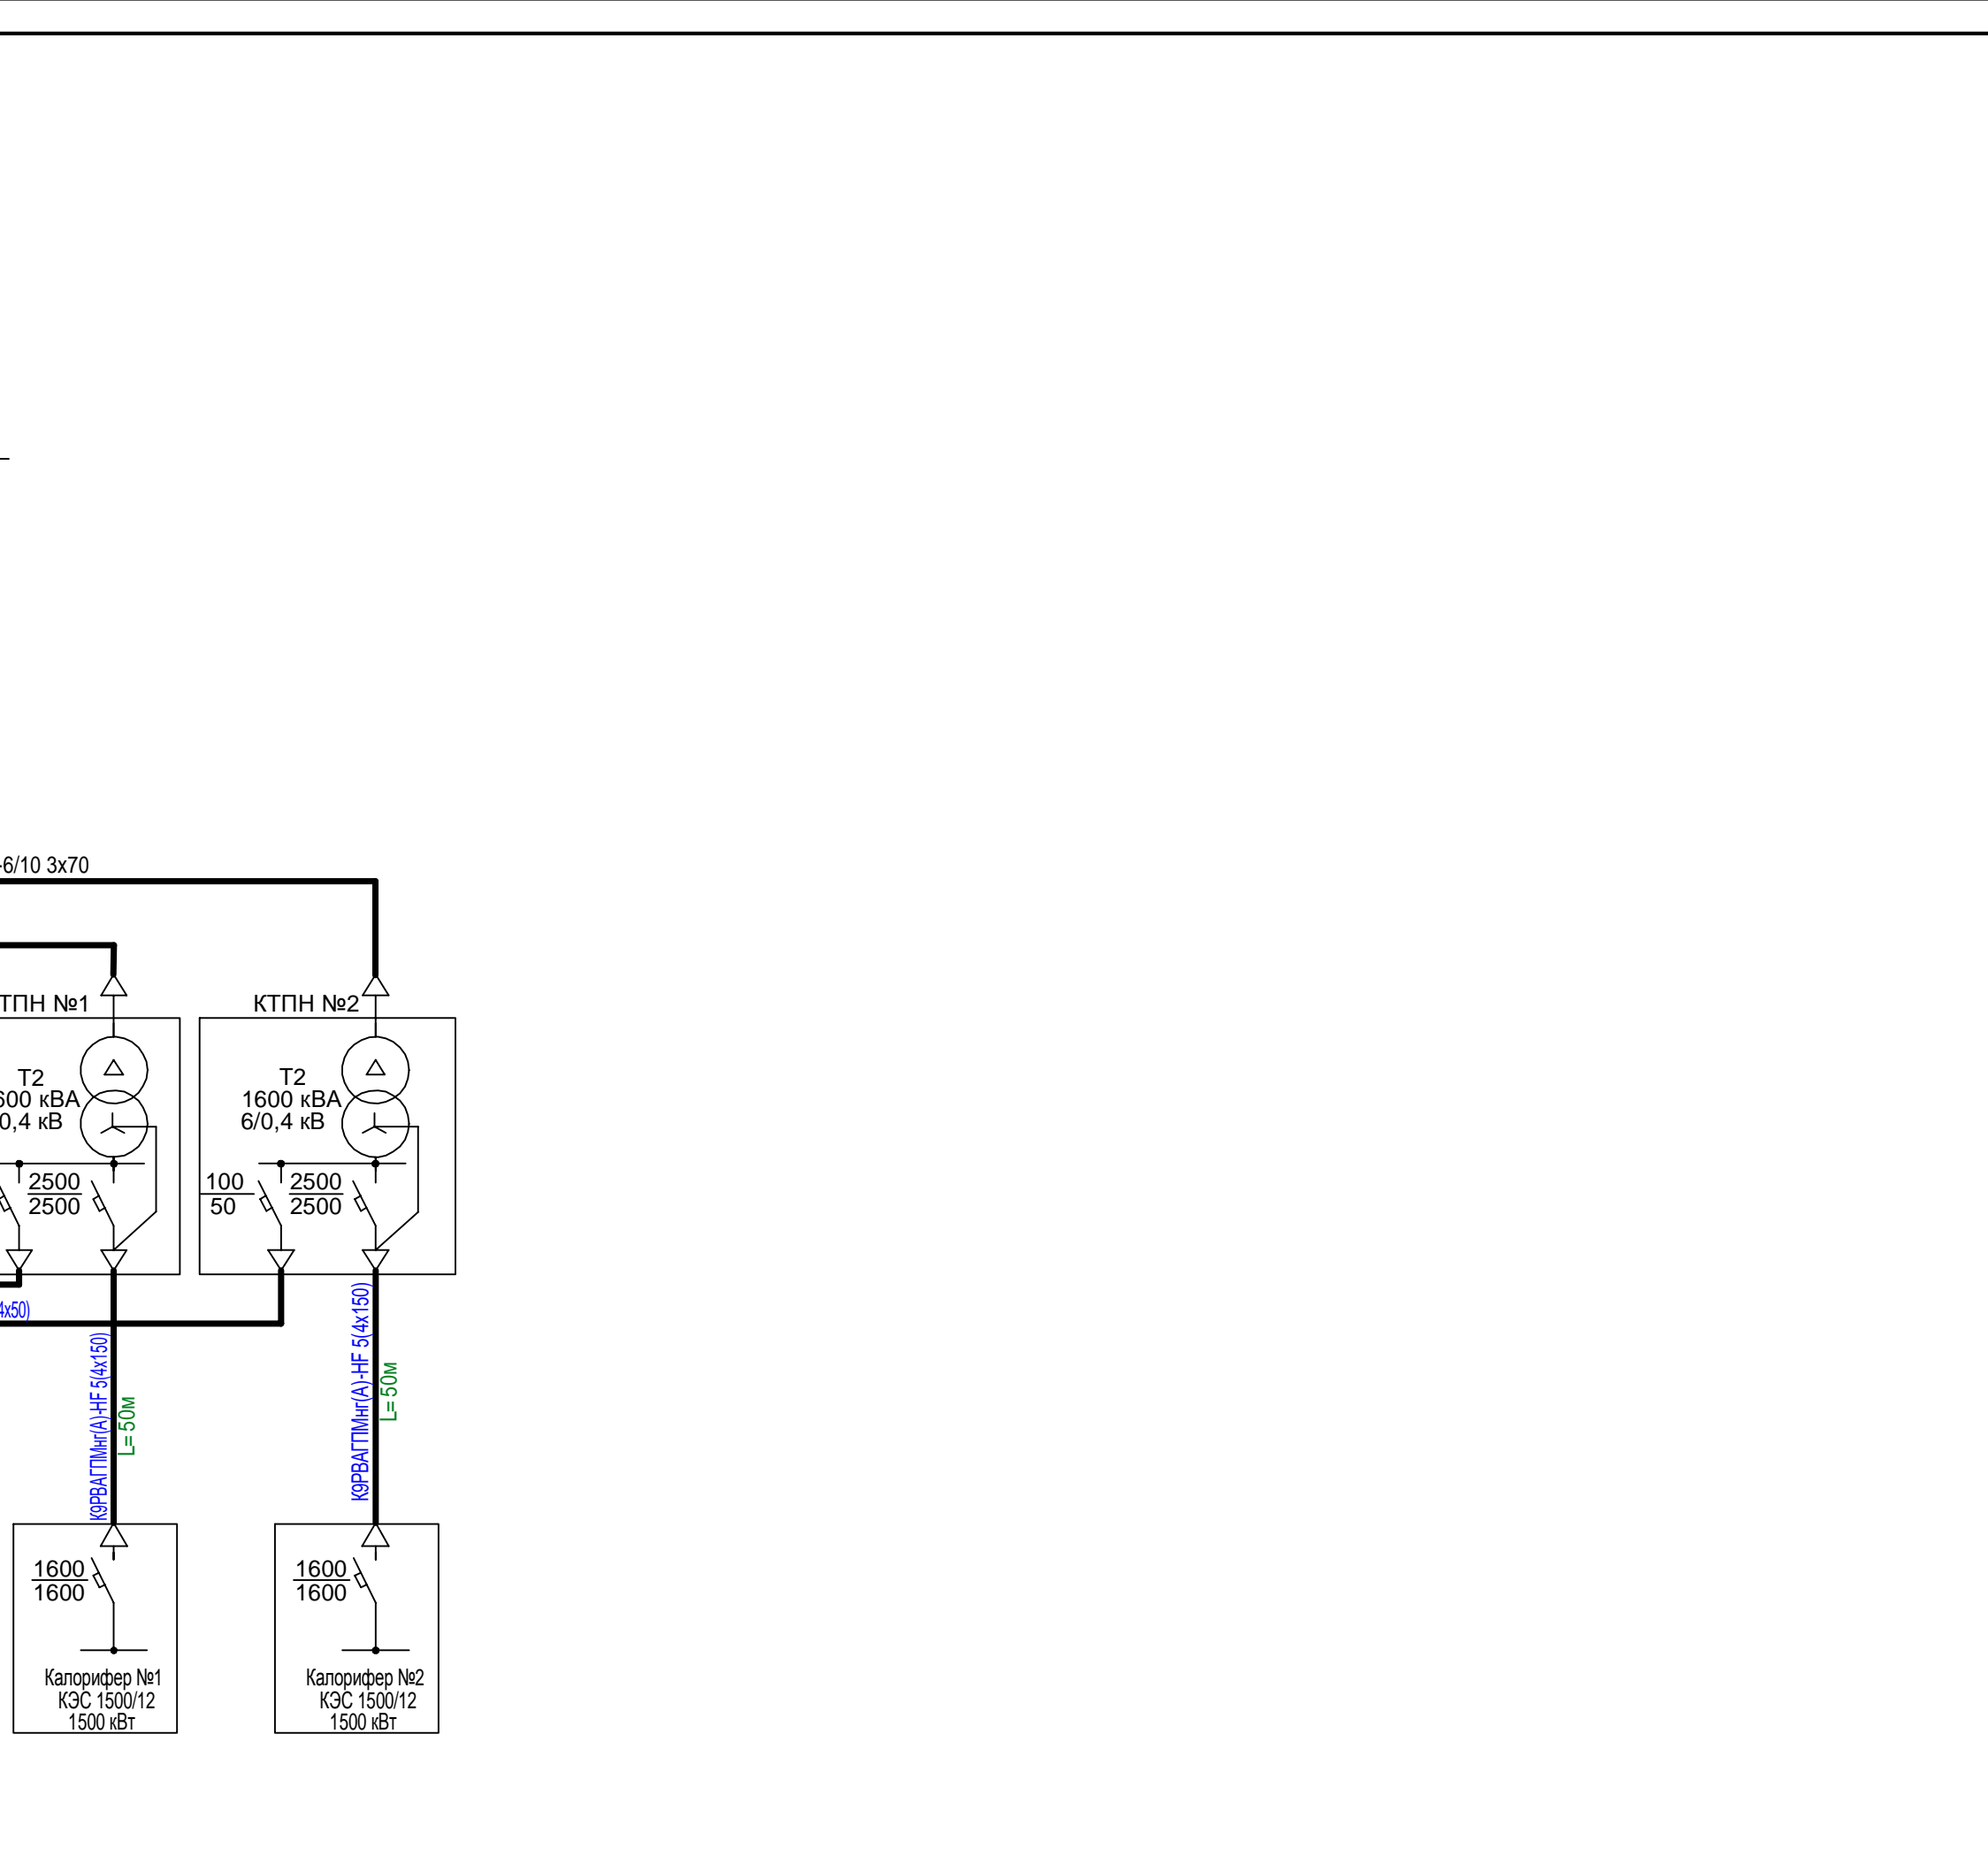 -6/10 3х70
ТПН №1
КТПН №2
Т2
600 кВА
0,4 кВ
Т2
1600 кВА
6/0,4 кВ
2500
2500
100
50
2500
2500
4х50)
К9РВАГПМнг(А)-HF 5(4х150)
L= 50м
К9РВАГПМнг(А)-HF 5(4х150)
L= 50м
1600
1600
Калорифер №1
КЭС 1500/12
1500 кВт
1600
1600
Калорифер №2
КЭС 1500/12
1500 кВт